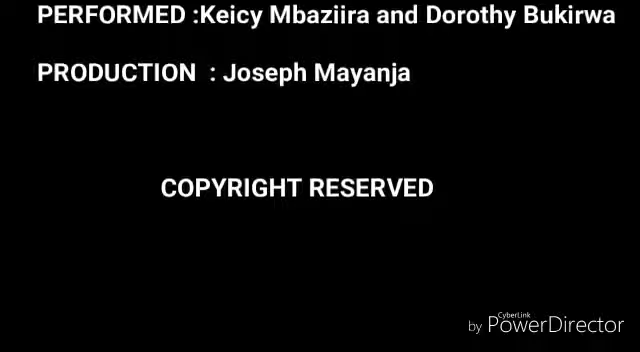 PERFORMED :Keicy Mbaziira and Dorothy Bukirwa
PRODUCTION : Joseph Mayanja
COPYRIGHT RESERVED
CyberLink
by PowerDirector